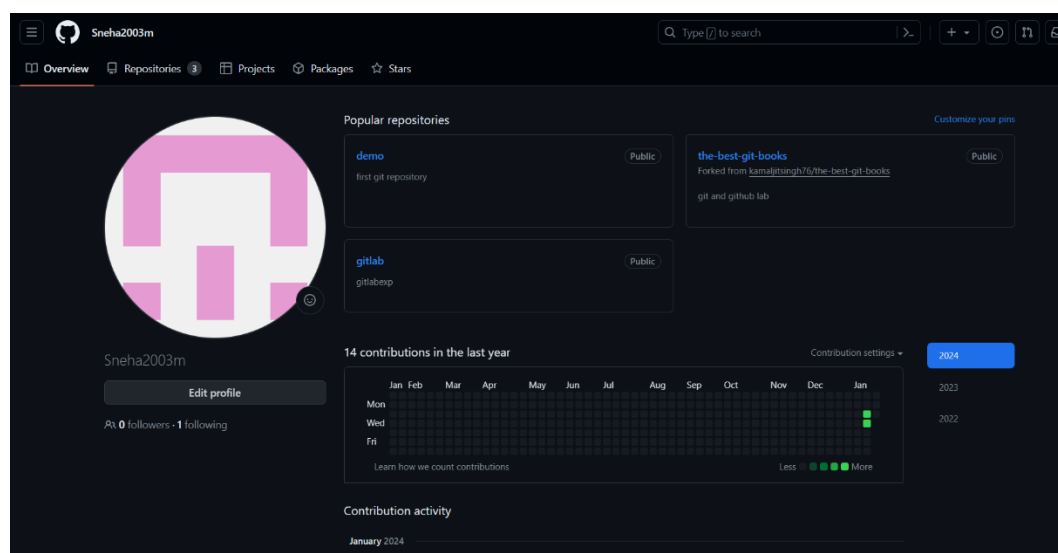 Sneha2003m
Type / to search
Overview
Repositories 3
Projects
Packages
Stars
Popular repositories
Customize your pins
demo
Public
first git repository
the-best-git-books
Public
Forked from kamaljitsingh76/the-best-git-books
git and github lab
gitlab
Public
gitlabexp
Sneha2003m
Edit profile
0 followers · 1 following
14 contributions in the last year
Contribution settings
2024
2023
2022
Jan Feb Mar Apr May Jun Jul Aug Sep Oct Nov Dec Jan
Mon
Wed
Fri
Learn how we count contributions
Less More
Contribution activity
January 2024